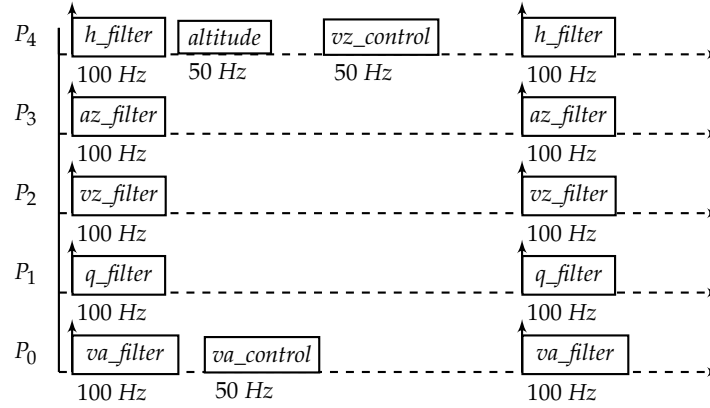 P4 h_filter altitude vz_control h_filter
100 Hz 50 Hz 50 Hz 100 Hz
P3 az_filter az_filter
100 Hz 100 Hz
P2 vz_filter vz_filter
100 Hz 100 Hz
P1 q_filter q_filter
100 Hz 100 Hz
P0 va_filter va_control va_filter
100 Hz 50 Hz 100 Hz